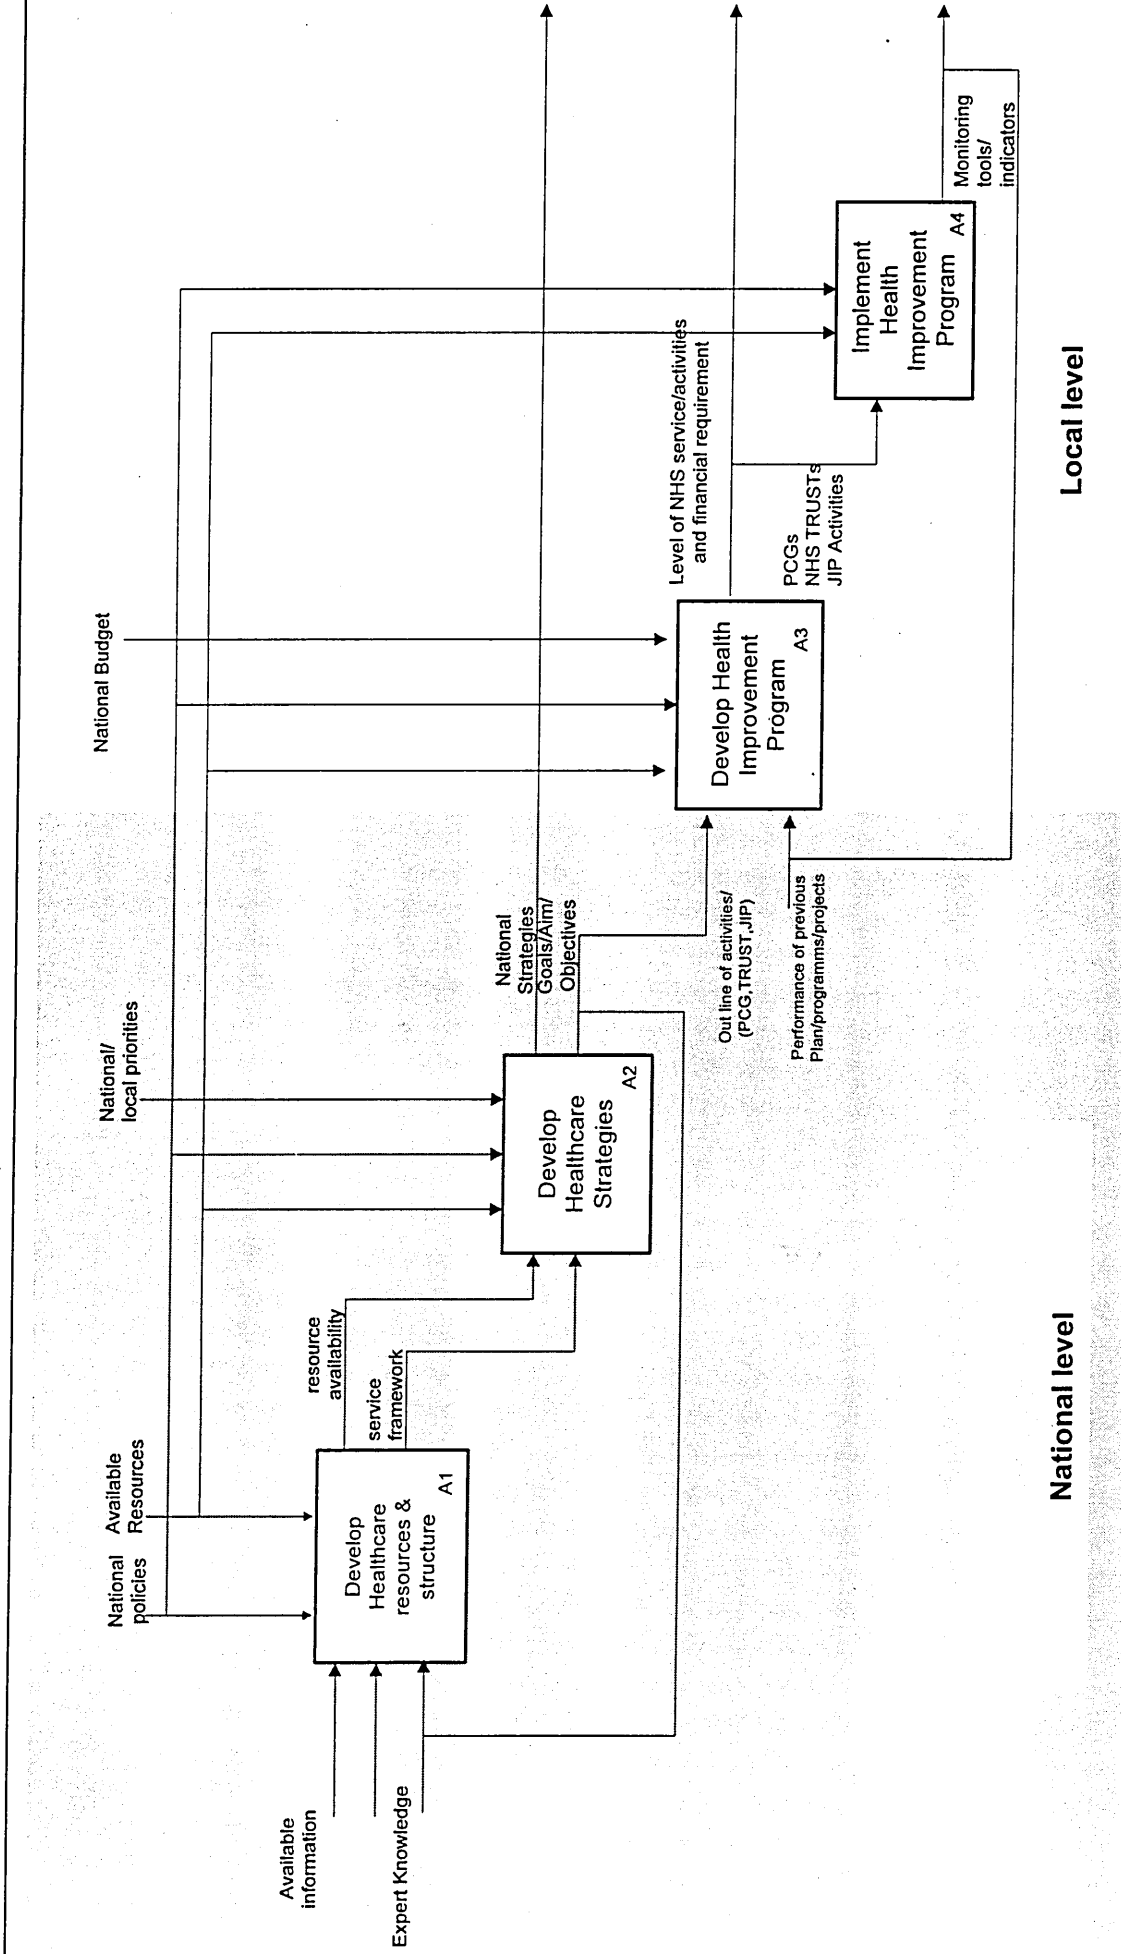 National
policies
Available
Resources
National/
local priorities
National Budget
Available
information
Expert Knowledge
Develop
Healthcare
resources &
structure
A1
resource
availability
service
framework
Develop
Healthcare
Strategies
A2
National
Strategies
Goals/Aim/
Objectives
Out line of activities/
(PCG,TRUST,JIP)
Performance of previous
Plan/programms/projects
Develop Health
Improvement
Program
A3
Level of NHS service/activities
and financial requirement
PCGs
NHS TRUSTs
JIP Activities
Implement
Health
Improvement
Program
A4
Monitoring
tools/
indicators
National level
Local level